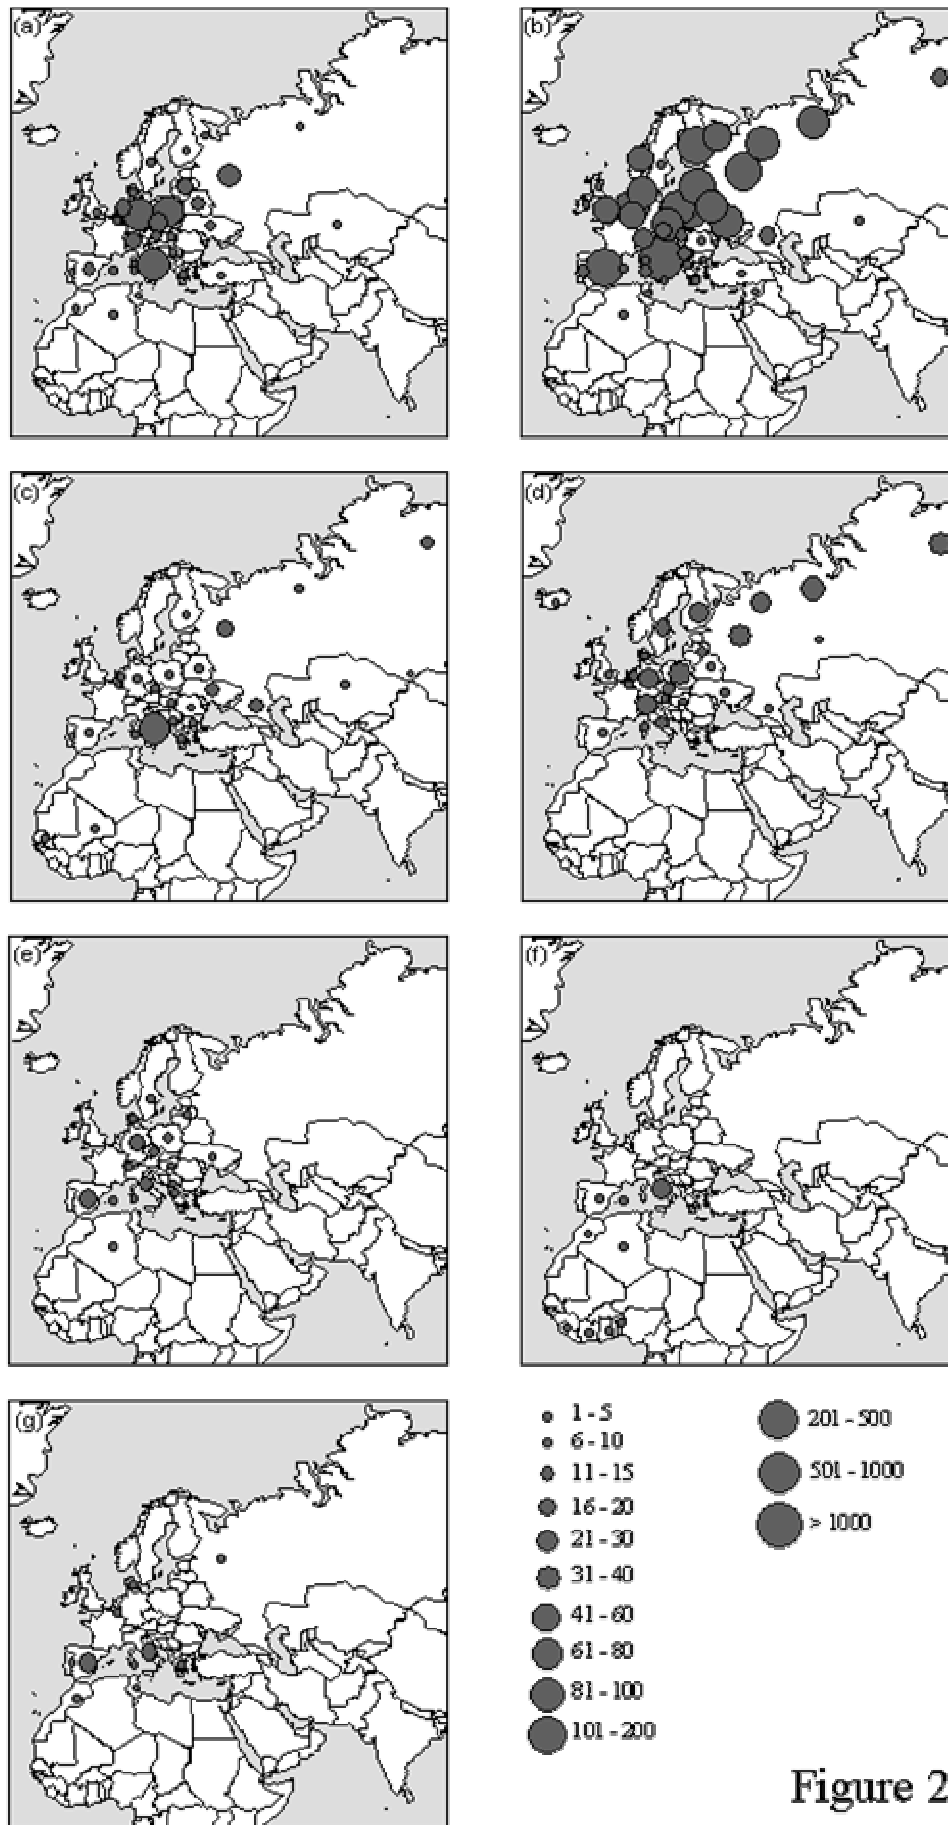 (a)
(b)
(c)
(d)
(e)
(f)
(g)
1 - 5
6 - 10
11 - 15
16 - 20
21 - 30
31 - 40
41 - 60
61 - 80
81 - 100
101 - 200
201 - 500
501 - 1000
> 1000
Figure 2